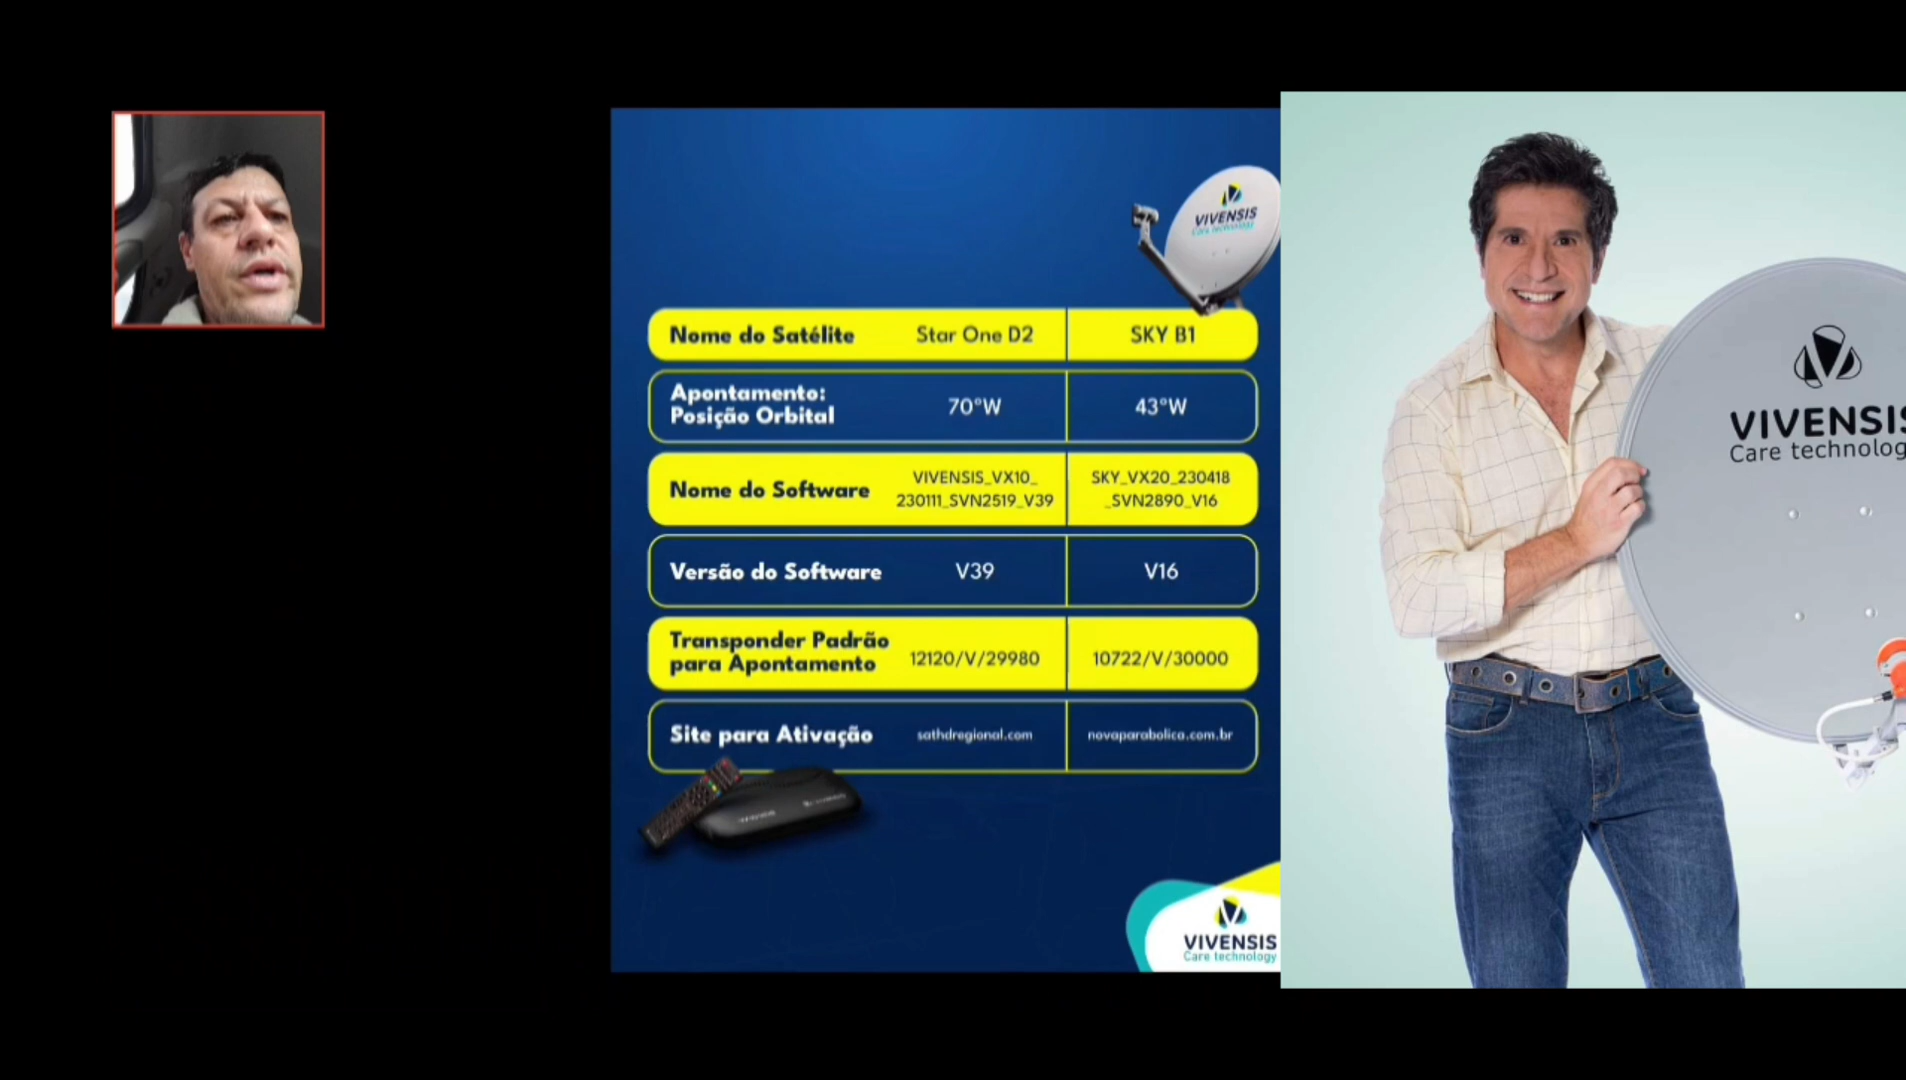 VIVENSIS
Care technology
Nome do Satélite Star One D2 SKY B1
Apontamento:
Posição Orbital 70°W 43°W
Nome do Software VIVENSIS_VX10_
230111_SVN2519_V39 SKY_VX20_230418
_SVN2890_V16
Versão do Software V39 V16
Transponder Padrão
para Apontamento 12120/V/29980 10722/V/30000
Site para Ativação sathdregional.com novaparabolica.com.br
VIVENSIS
Care technology
VIVENSIS
Care technolog